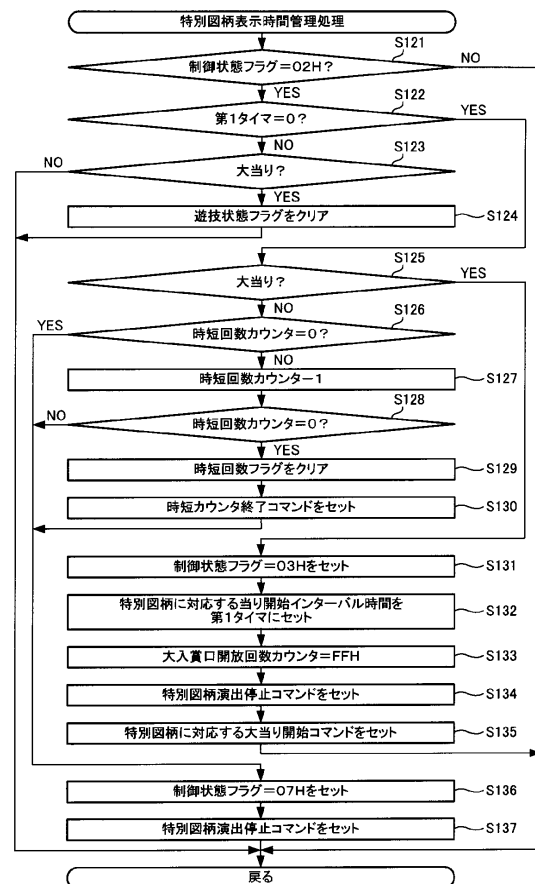 特別図柄表示時間管理処理
S121
制御状態フラグ=02H?
NO
YES
S122
第1タイマ=0?
YES
NO
S123
NO
大当り?
YES
遊技状態フラグをクリア
S124
S125
大当り?
YES
NO
S126
YES
時短回数カウンタ=0?
NO
時短回数カウンタ-1
S127
S128
NO
時短回数カウンタ=0?
YES
時短回数フラグをクリア
S129
時短カウンタ終了コマンドをセット
S130
制御状態フラグ=03Hをセット
S131
特別図柄に対応する当り開始インターバル時間を
第1タイマにセット
S132
大入賞口開放回数カウンタ=FFH
S133
特別図柄演出停止コマンドをセット
S134
特別図柄に対応する大当り開始コマンドをセット
S135
制御状態フラグ=07Hをセット
S136
特別図柄演出停止コマンドをセット
S137
戻る